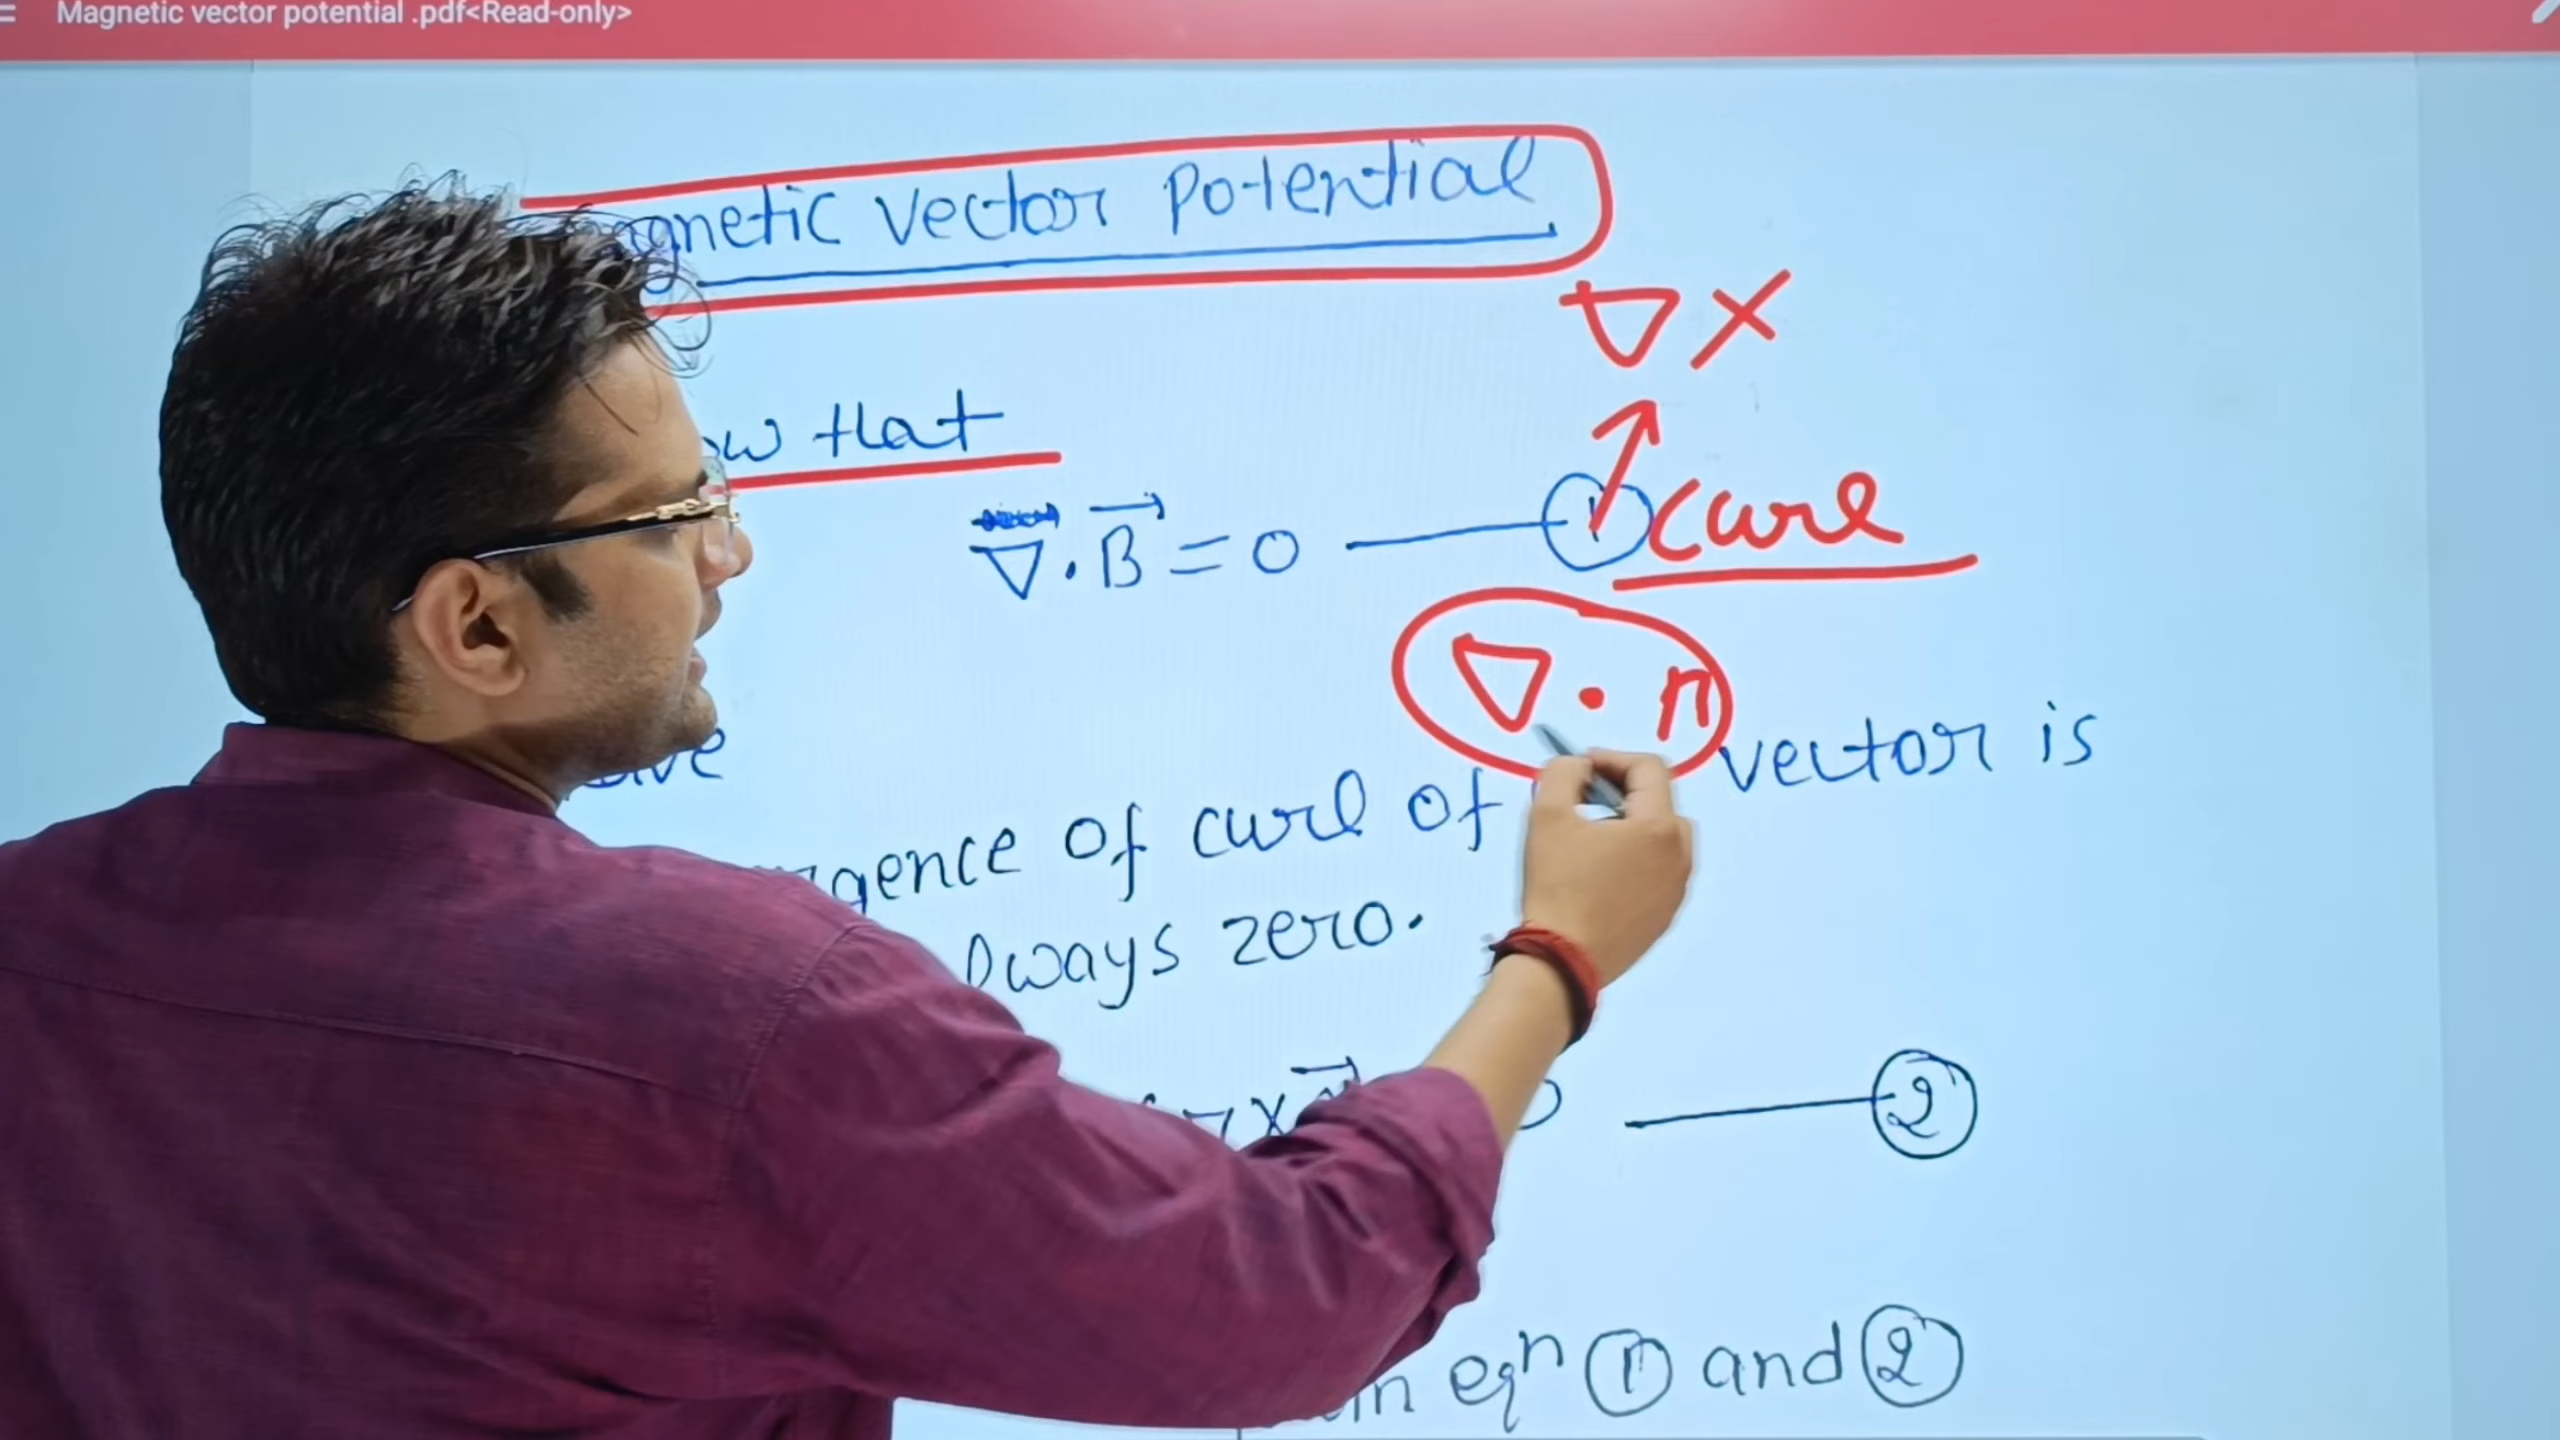 Magnetic vector potential .pdf<Read-only>
agnetic vector potential
∇ ×
ow that
∇ . B⃗ = 0 — ① curl
∇ .
vector is
gence of curl of
lways zero.
②
in eqⁿ ① and ②